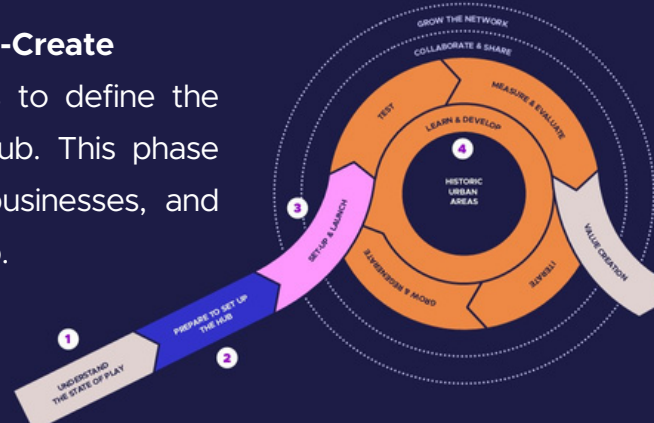 -Create
to define the
ub. This phase
businesses, and
GROW THE NETWORK
COLLABORATE & SHARE
TEST
MEASURE & EVALUATE
LEARN & DEVELOP
4
HISTORIC
URBAN
AREAS
3
SET-UP & LAUNCH
VALUE CREATION
GROW & REGENERATE
ITERATE
1
PREPARE TO SET UP
THE HUB
2
UNDERSTAND
THE STATE OF PLAY